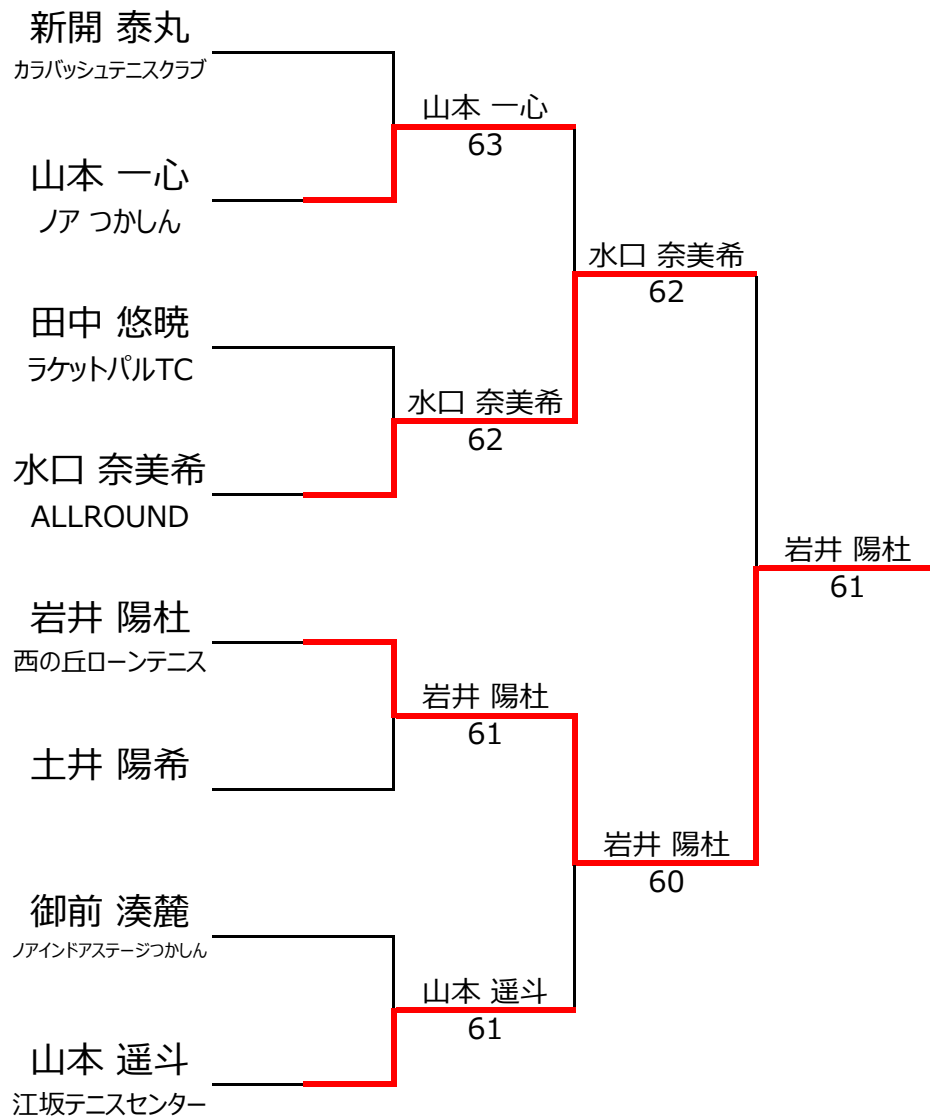 新開 泰丸
カラバッシュテニスクラブ
山本 一心
63
山本 一心
ノア つかしん
水口 奈美希
62
田中 悠暁
ラケットパルTC
水口 奈美希
62
水口 奈美希
ALLROUND
岩井 陽杜
61
岩井 陽杜
西の丘ローンテニス
岩井 陽杜
61
土井 陽希
岩井 陽杜
60
御前 湊麓
ノアインドアステージつかしん
山本 遥斗
61
山本 遥斗
江坂テニスセンター